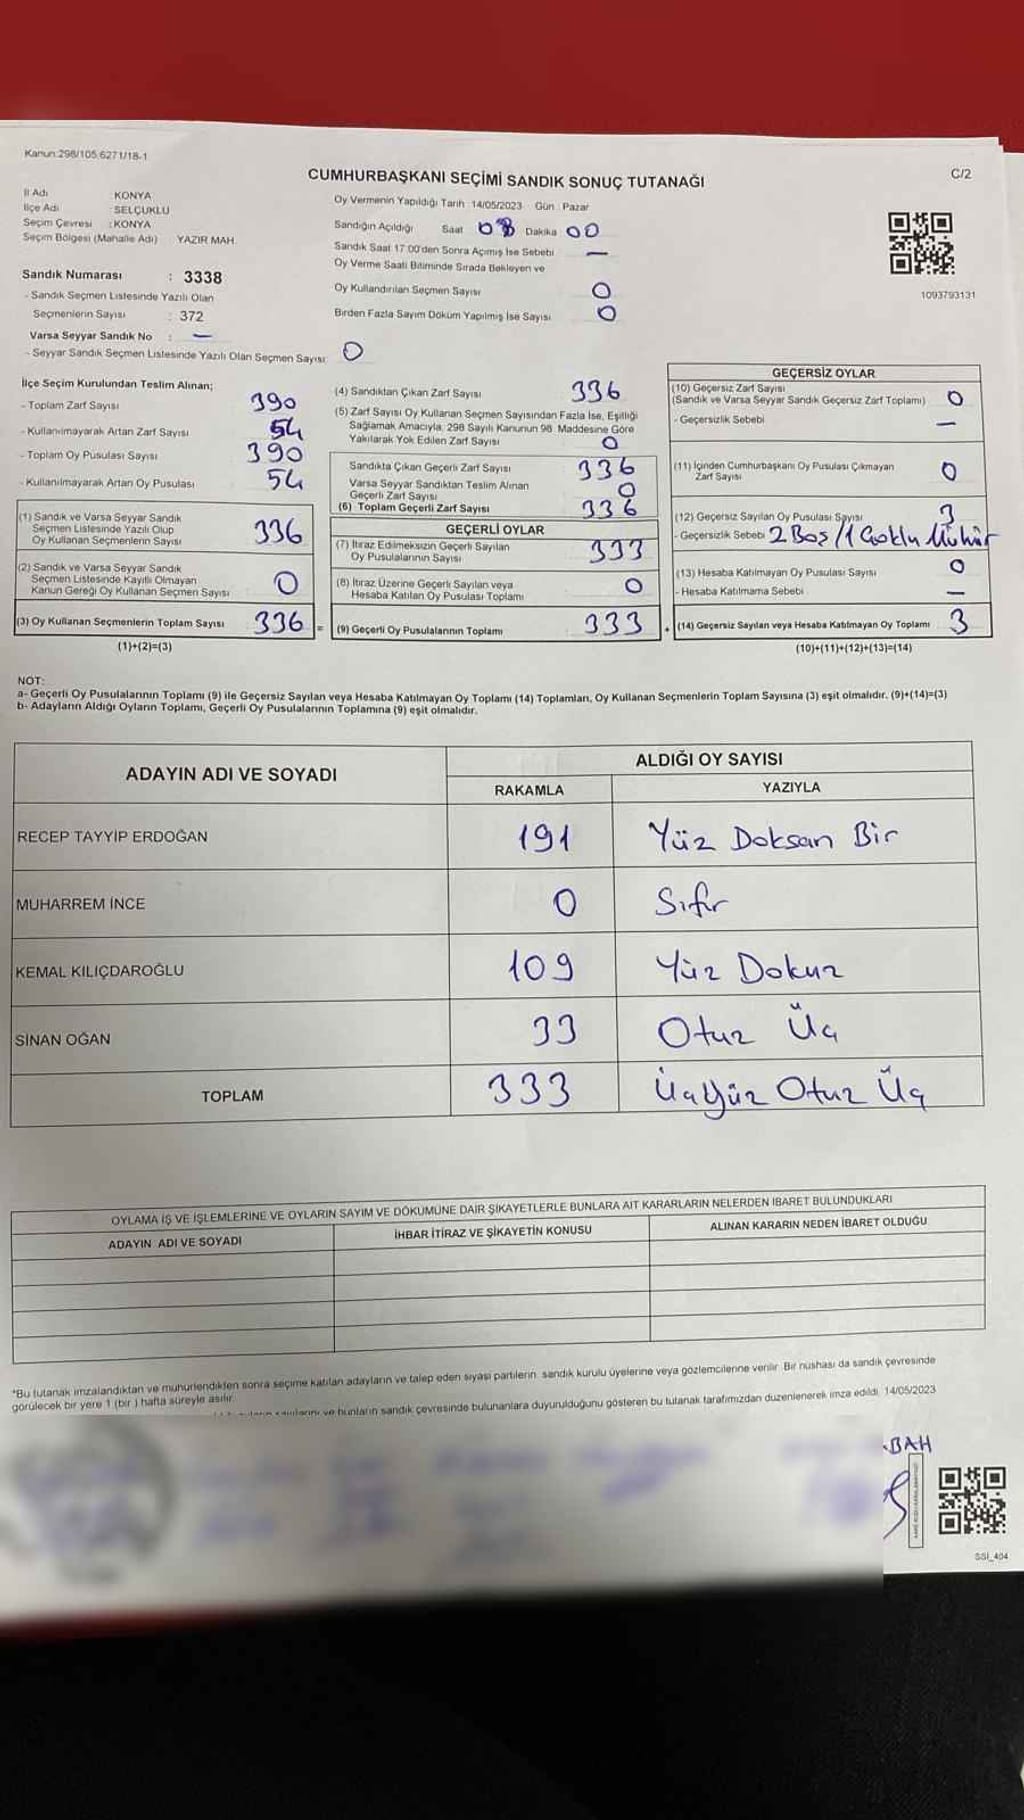 Kanun:298/105,6271/18-1
C/2
CUMHURBAŞKANI SEÇİMİ SANDIK SONUÇ TUTANAĞI
İl Adı : KONYA
İlçe Adı : SELÇUKLU
Seçim Çevresi : KONYA
Seçim Bölgesi (Mahalle Adı) YAZIR MAH.
Sandık Numarası : 3338
- Sandık Seçmen Listesinde Yazılı Olan
Seçmenlerin Sayısı : 372
Varsa Seyyar Sandık No : —
- Seyyar Sandık Seçmen Listesinde Yazılı Olan Seçmen Sayısı: 0
Oy Vermenin Yapıldığı Tarih :14/05/2023 Gün : Pazar
Sandığın Açıldığı Saat 08 Dakika 00
Sandık Saat 17:00'den Sonra Açılmış İse Sebebi —
Oy Verme Saati Bitiminde Sırada Bekleyen ve
Oy Kullandırılan Seçmen Sayısı 0
Birden Fazla Sayım Döküm Yapılmış İse Sayısı 0
1093793131
İlçe Seçim Kurulundan Teslim Alınan;
- Toplam Zarf Sayısı 390
- Kullanılmayarak Artan Zarf Sayısı 54
- Toplam Oy Pusulası Sayısı 390
- Kullanılmayarak Artan Oy Pusulası 54
(1) Sandık ve Varsa Seyyar Sandık
Seçmen Listesinde Yazılı Olup
Oy Kullanan Seçmenlerin Sayısı 336
(2) Sandık ve Varsa Seyyar Sandık
Seçmen Listesinde Kayıtlı Olmayan
Kanun Gereği Oy Kullanan Seçmen Sayısı 0
(3) Oy Kullanan Seçmenlerin Toplam Sayısı 336 =
(1)+(2)=(3)
(4) Sandıktan Çıkan Zarf Sayısı 336
(5) Zarf Sayısı Oy Kullanan Seçmen Sayısından Fazla İse, Eşitliği
Sağlamak Amacıyla, 298 Sayılı Kanunun 98. Maddesine Göre
Yakılarak Yok Edilen Zarf Sayısı 0
Sandıkta Çıkan Geçerli Zarf Sayısı 336
Varsa Seyyar Sandıktan Teslim Alınan
Geçerli Zarf Sayısı 0
(6) Toplam Geçerli Zarf Sayısı 336
GEÇERLİ OYLAR
(7) İtiraz Edilmeksizin Geçerli Sayılan
Oy Pusulalarının Sayısı 333
(8) İtiraz Üzerine Geçerli Sayılan veya
Hesaba Katılan Oy Pusulası Toplamı 0
(9) Geçerli Oy Pusulalarının Toplamı 333 +
GEÇERSİZ OYLAR
(10) Geçersiz Zarf Sayısı
(Sandık ve Varsa Seyyar Sandık Geçersiz Zarf Toplamı) 0
- Geçersizlik Sebebi —
(11) İçinden Cumhurbaşkanı Oy Pusulası Çıkmayan
Zarf Sayısı 0
(12) Geçersiz Sayılan Oy Pusulası Sayısı 3
- Geçersizlik Sebebi 2 Boş / 1 Çoklu Mühür
(13) Hesaba Katılmayan Oy Pusulası Sayısı 0
- Hesaba Katılmama Sebebi —
(14) Geçersiz Sayılan veya Hesaba Katılmayan Oy Toplamı 3
(10)+(11)+(12)+(13)=(14)
NOT:
a- Geçerli Oy Pusulalarının Toplamı (9) ile Geçersiz Sayılan veya Hesaba Katılmayan Oy Toplamı (14) Toplamları, Oy Kullanan Seçmenlerin Toplam Sayısına (3) eşit olmalıdır. (9)+(14)=(3)
b- Adayların Aldığı Oyların Toplamı, Geçerli Oy Pusulalarının Toplamına (9) eşit olmalıdır.
ADAYIN ADI VE SOYADI
ALDIĞI OY SAYISI
RAKAMLA YAZIYLA
RECEP TAYYİP ERDOĞAN 191 Yüz Doksan Bir
MUHARREM İNCE 0 Sıfır
KEMAL KILIÇDAROĞLU 109 Yüz Dokuz
SİNAN OĞAN 33 Otuz Üç
TOPLAM 333 Üçyüz Otuz Üç
OYLAMA İŞ VE İŞLEMLERİNE VE OYLARIN SAYIM VE DÖKÜMÜNE DAİR ŞİKAYETLERLE BUNLARA AİT KARARLARIN NELERDEN İBARET BULUNDUKLARI
ADAYIN ADI VE SOYADI İHBAR İTİRAZ VE ŞİKAYETİN KONUSU ALINAN KARARIN NEDEN İBARET OLDUĞU
*Bu tutanak imzalandıktan ve mühürlendikten sonra seçime katılan adayların ve talep eden siyasi partilerin sandık kurulu üyelerine veya gözlemcilerine verilir. Bir nüshası da sandık çevresinde
görülecek bir yere 1 (bir ) hafta süreyle asılır.
ve bunların sandık çevresinde bulunanlara duyurulduğunu gösteren bu tutanak tarafımızdan düzenlenerek imza edildi. 14/05/2023
BAH
SSİ_404